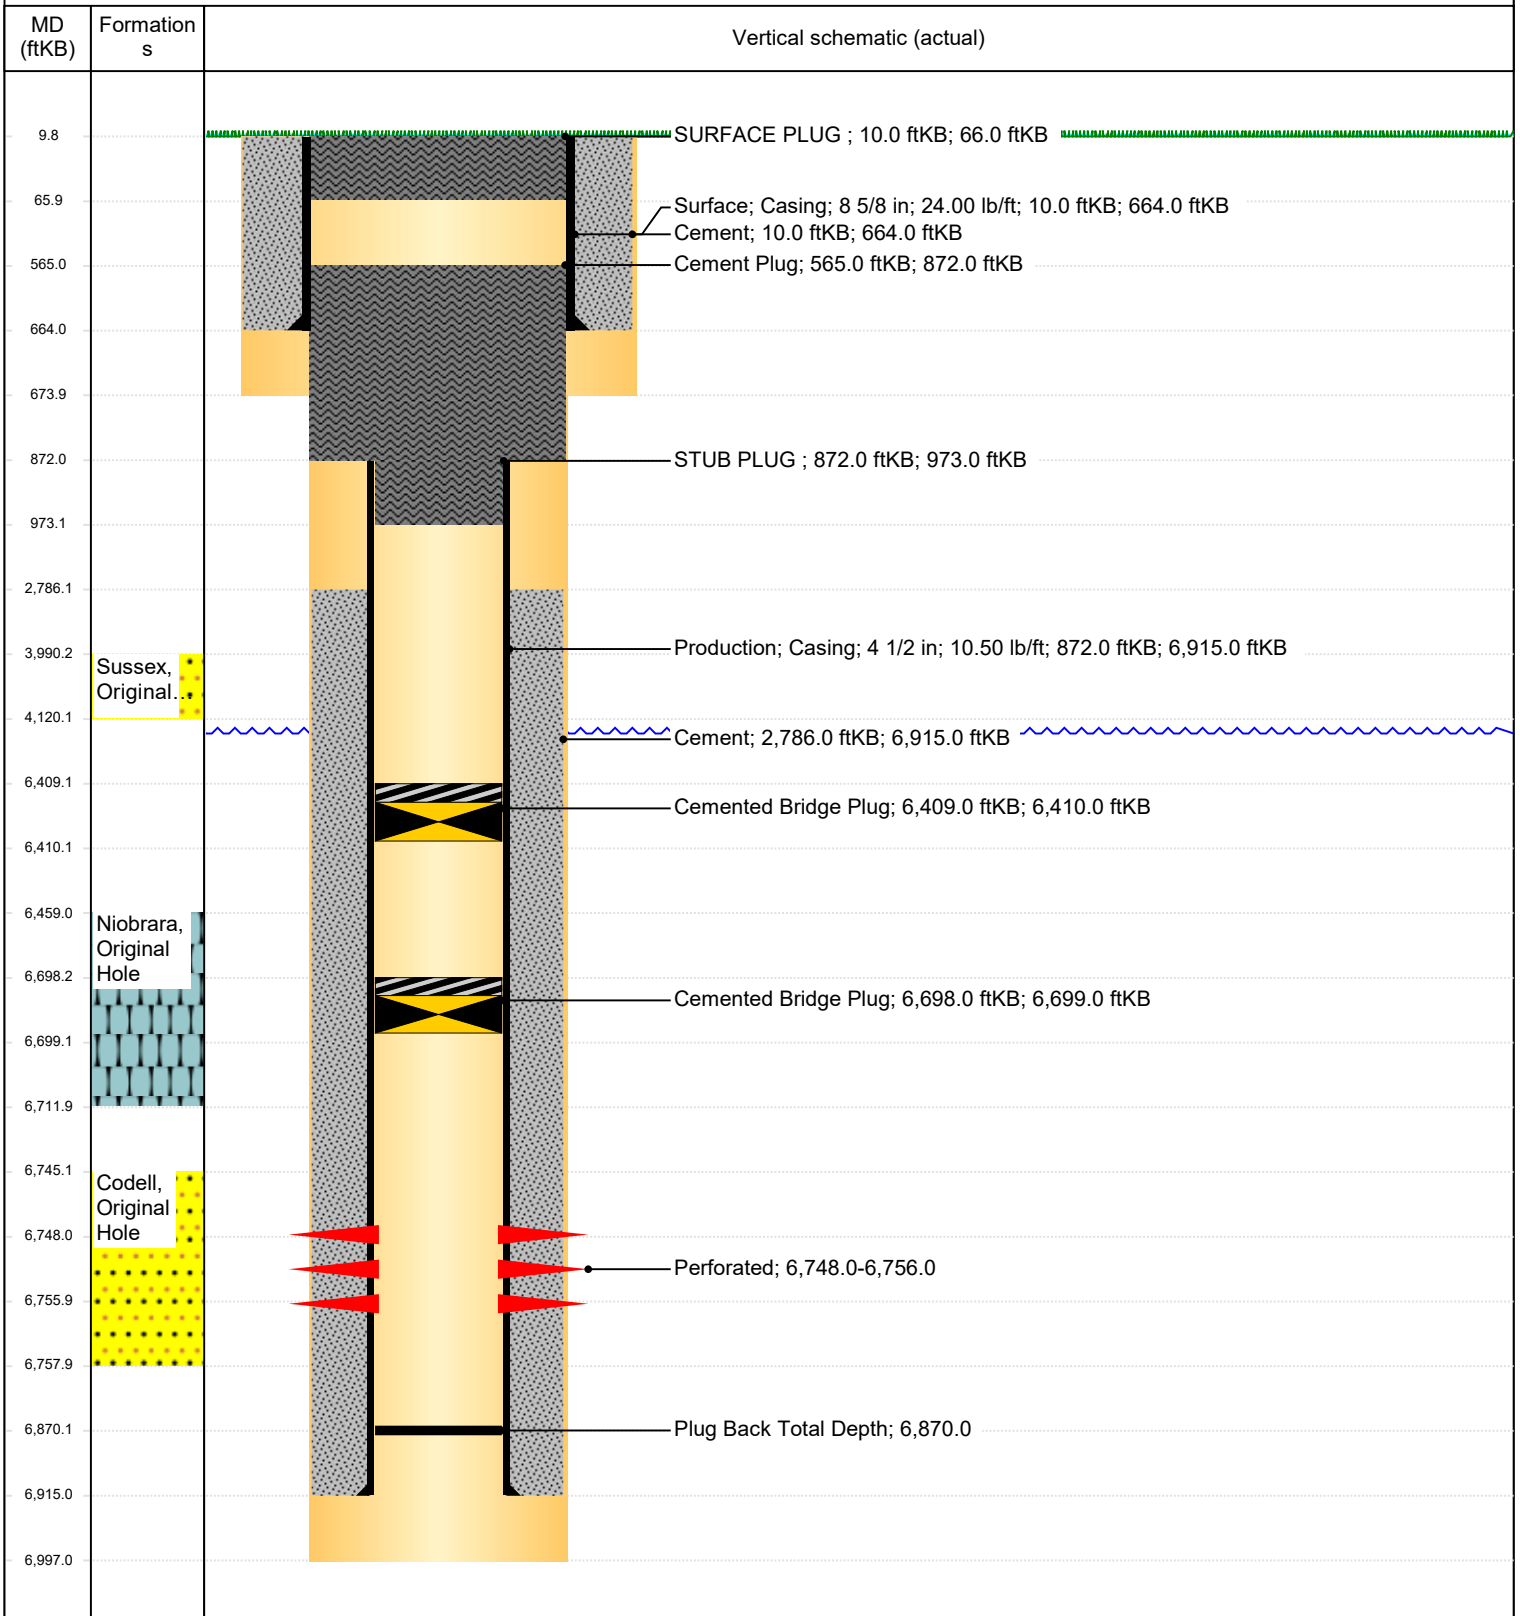 MD
(ftKB)
Formation
s
Vertical schematic (actual)
9.8
SURFACE PLUG ; 10.0 ftKB; 66.0 ftKB
65.9
Surface; Casing; 8 5/8 in; 24.00 lb/ft; 10.0 ftKB; 664.0 ftKB
Cement; 10.0 ftKB; 664.0 ftKB
565.0
Cement Plug; 565.0 ftKB; 872.0 ftKB
664.0
673.9
872.0
STUB PLUG ; 872.0 ftKB; 973.0 ftKB
973.1
2,786.1
Production; Casing; 4 1/2 in; 10.50 lb/ft; 872.0 ftKB; 6,915.0 ftKB
3,990.2
Sussex,
Original...
4,120.1
Cement; 2,786.0 ftKB; 6,915.0 ftKB
6,409.1
Cemented Bridge Plug; 6,409.0 ftKB; 6,410.0 ftKB
6,410.1
6,459.0
Niobrara,
Original
Hole
6,698.2
Cemented Bridge Plug; 6,698.0 ftKB; 6,699.0 ftKB
6,699.1
6,711.9
6,745.1
Codell,
Original
Hole
6,748.0
Perforated; 6,748.0-6,756.0
6,755.9
6,757.9
6,870.1
Plug Back Total Depth; 6,870.0
6,915.0
6,997.0